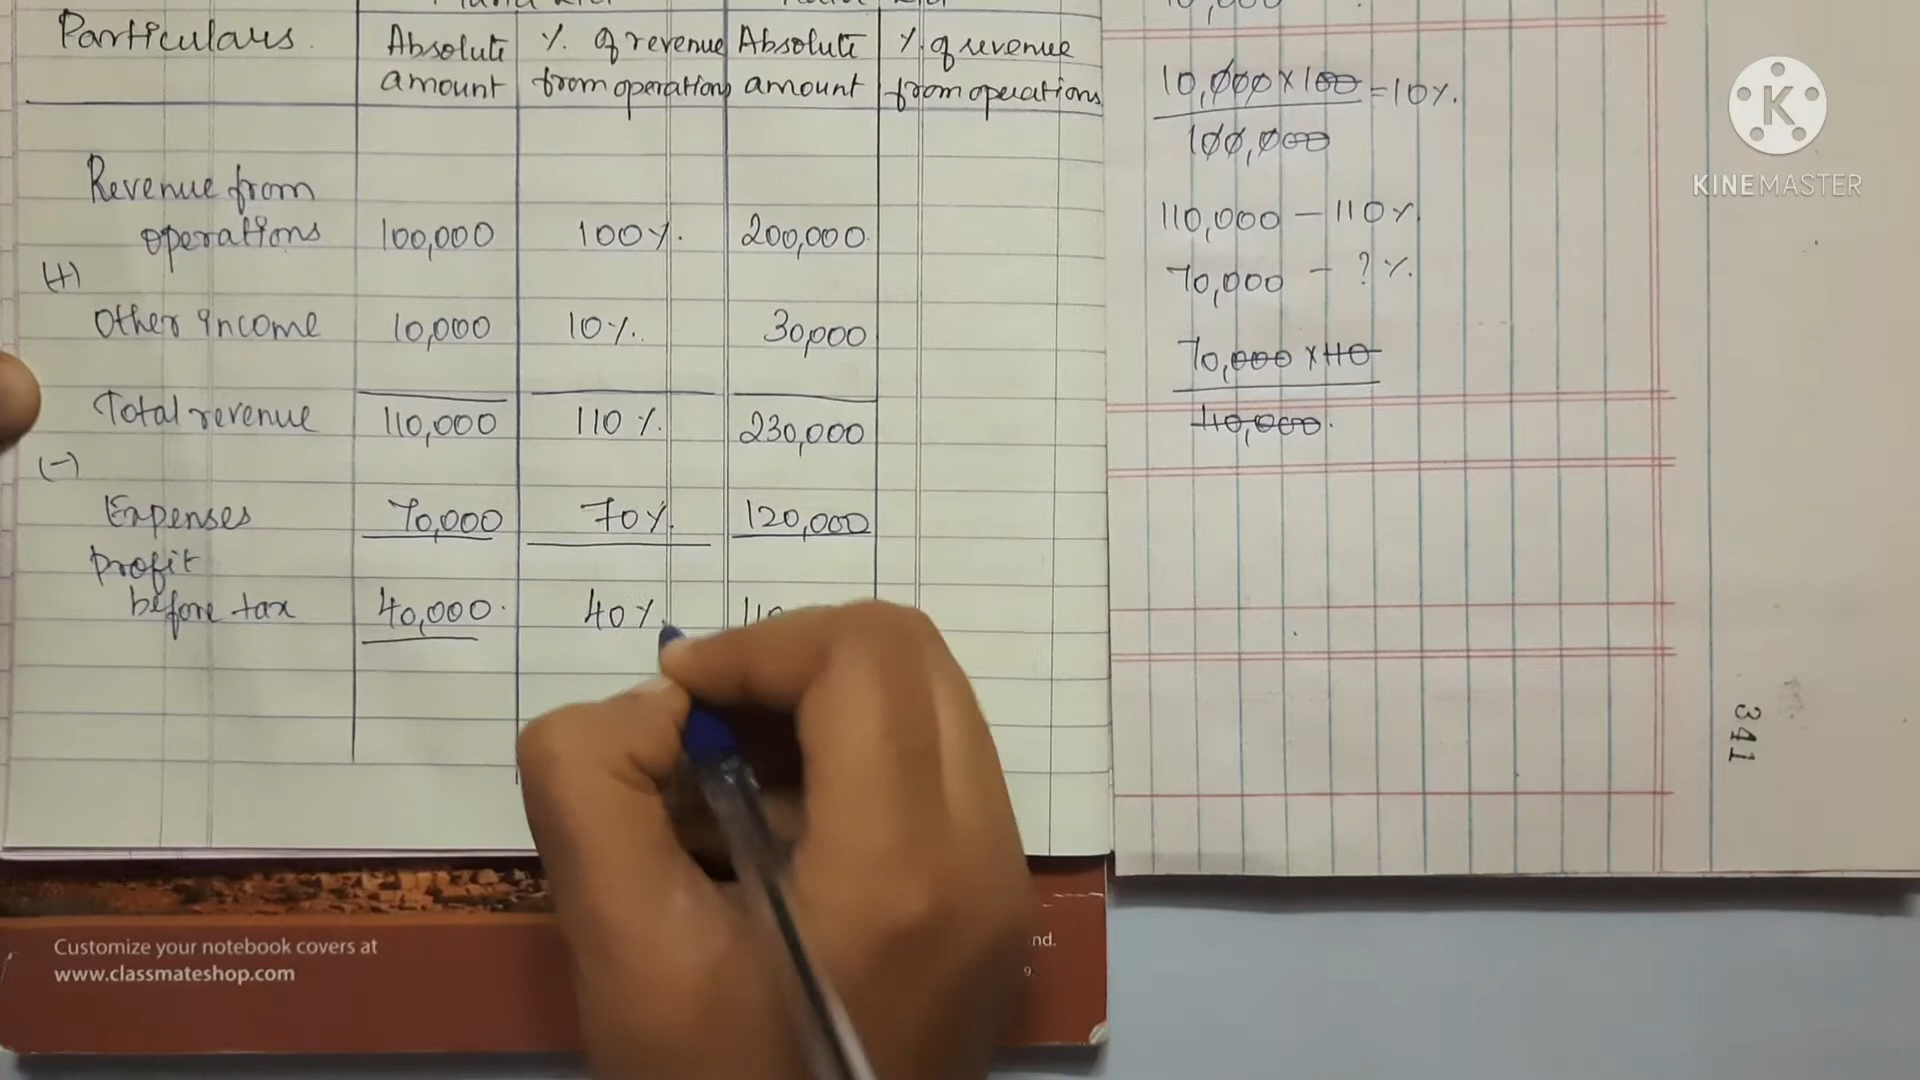 Particulars.
Absolute
amount
% of revenue
from operations
Absolute
amount
% of revenue
from operations
Revenue from
operations 100,000 100%. 200,000
(+)
Other income 10,000 10%. 30,000
Total revenue 110,000 110%. 230,000
(-)
Expenses 70,000 70%. 120,000
Profit
before tax 40,000. 40%.
10,000 × 100 = 10%.
100,000
110,000 – 110%
70,000 – ?%.
70,000 × 110
110,000.
KINEMASTER
341
Customize your notebook covers at
www.classmateshop.com
nd.
9.